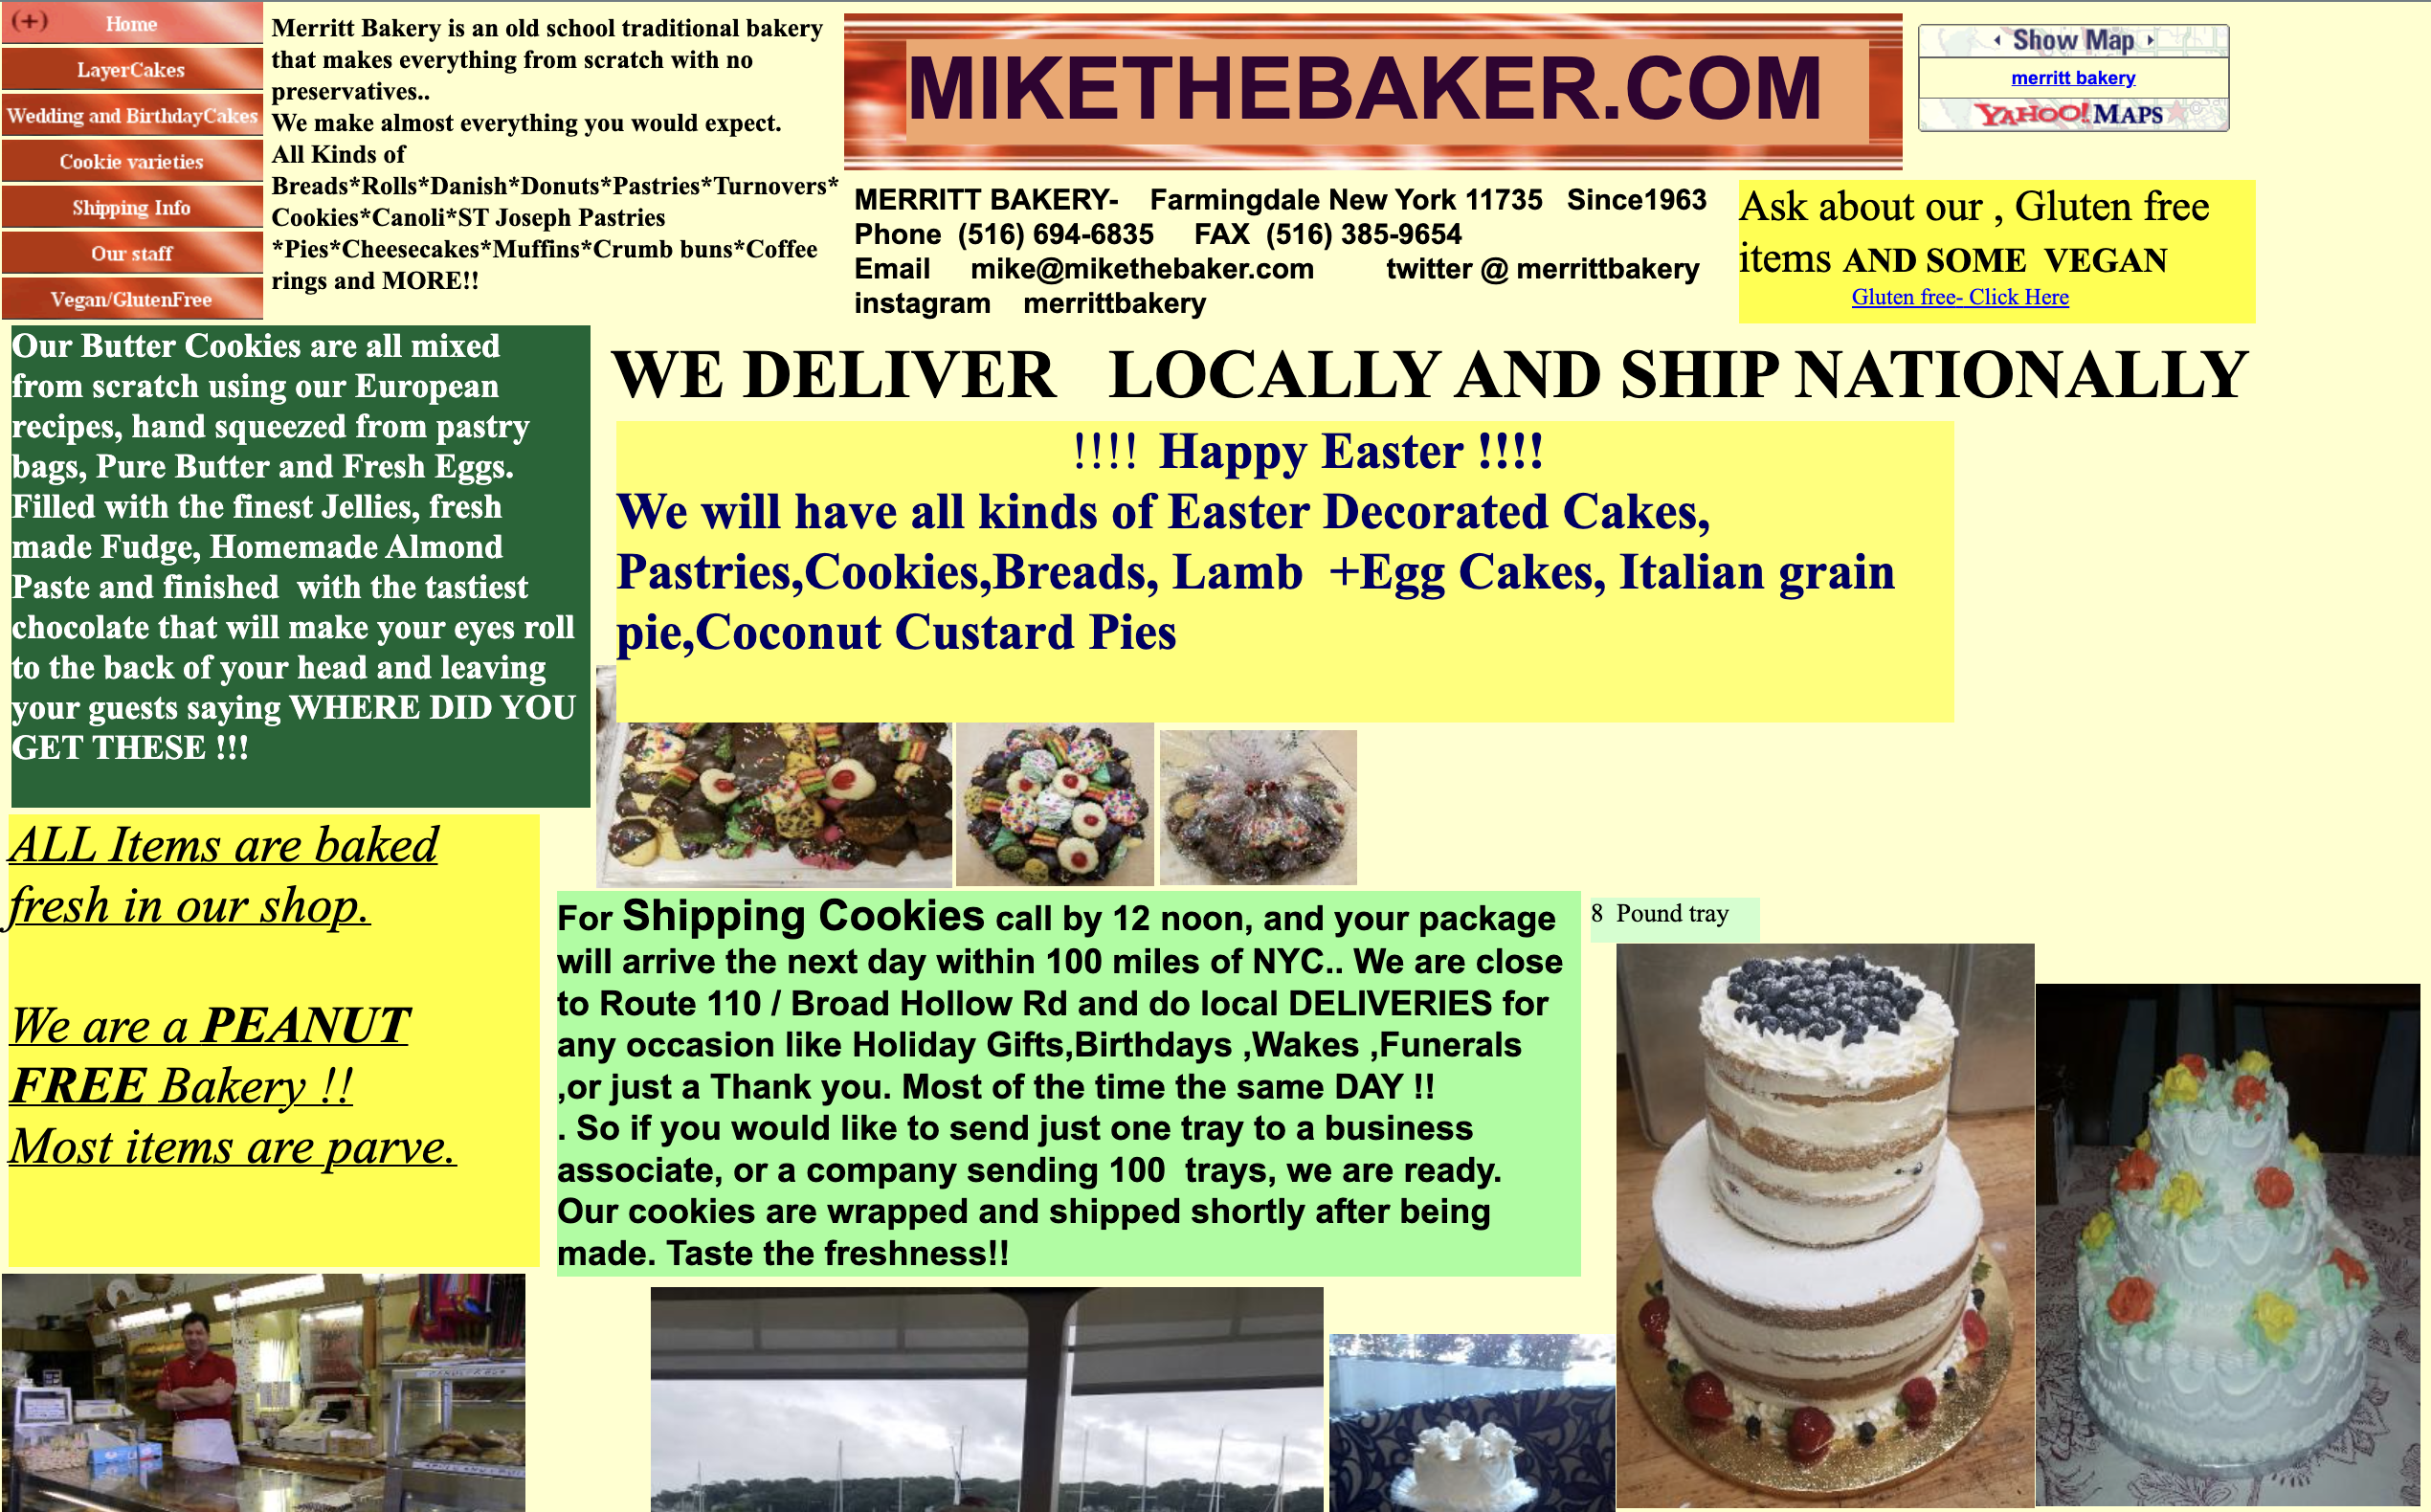 (+) Home
LayerCakes
Wedding and BirthdayCakes
Cookie varieties
Shipping Info
Our staff
Vegan/GlutenFree
Merritt Bakery is an old school traditional bakery
that makes everything from scratch with no
preservatives..
We make almost everything you would expect.
All Kinds of
Breads*Rolls*Danish*Donuts*Pastries*Turnovers*
Cookies*Canoli*ST Joseph Pastries
*Pies*Cheesecakes*Muffins*Crumb buns*Coffee
rings and MORE!!
MIKETHEBAKER.COM
Show Map
merritt bakery
YAHOO! MAPS
MERRITT BAKERY- Farmingdale New York 11735 Since1963
Phone (516) 694-6835 FAX (516) 385-9654
Email mike@mikethebaker.com twitter @ merrittbakery
instagram merrittbakery
Ask about our , Gluten free
items AND SOME VEGAN
Gluten free- Click Here
Our Butter Cookies are all mixed
from scratch using our European
recipes, hand squeezed from pastry
bags, Pure Butter and Fresh Eggs.
Filled with the finest Jellies, fresh
made Fudge, Homemade Almond
Paste and finished with the tastiest
chocolate that will make your eyes roll
to the back of your head and leaving
your guests saying WHERE DID YOU
GET THESE !!!
WE DELIVER LOCALLY AND SHIP NATIONALLY
!!!! Happy Easter !!!!
We will have all kinds of Easter Decorated Cakes,
Pastries,Cookies,Breads, Lamb +Egg Cakes, Italian grain
pie,Coconut Custard Pies
ALL Items are baked
fresh in our shop.
We are a PEANUT
FREE Bakery !!
Most items are parve.
For Shipping Cookies call by 12 noon, and your package
will arrive the next day within 100 miles of NYC.. We are close
to Route 110 / Broad Hollow Rd and do local DELIVERIES for
any occasion like Holiday Gifts,Birthdays ,Wakes ,Funerals
,or just a Thank you. Most of the time the same DAY !!
. So if you would like to send just one tray to a business
associate, or a company sending 100 trays, we are ready.
Our cookies are wrapped and shipped shortly after being
made. Taste the freshness!!
8 Pound tray